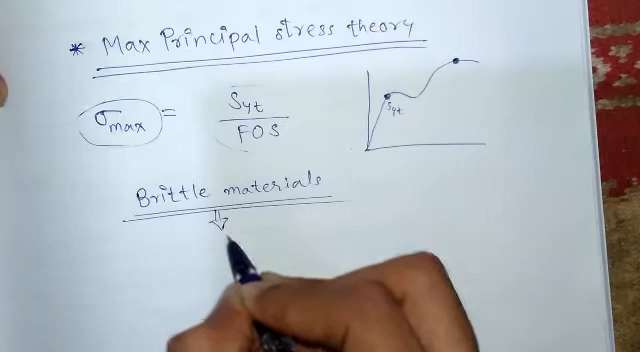 * Max Principal stress theory
σmax = Syt / FOS
Syt
Brittle materials